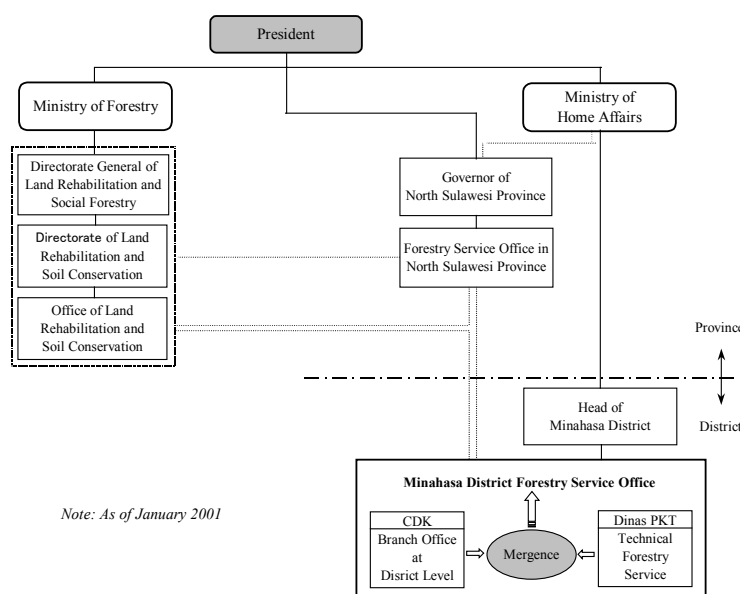 President
Ministry of Forestry
Ministry of
Home Affairs
Directorate General of
Land Rehabilitation and
Social Forestry
Governor of
North Sulawesi Province
Directorate of Land
Rehabilitation and
Soil Conservation
Forestry Service Office in
North Sulawesi Province
Office of Land
Rehabilitation and
Soil Conservation
Province
Head of
Minahasa District
District
Minahasa District Forestry Service Office
Note: As of January 2001
CDK
Branch Office
at
Disrict Level
Mergence
Dinas PKT
Technical
Forestry
Service